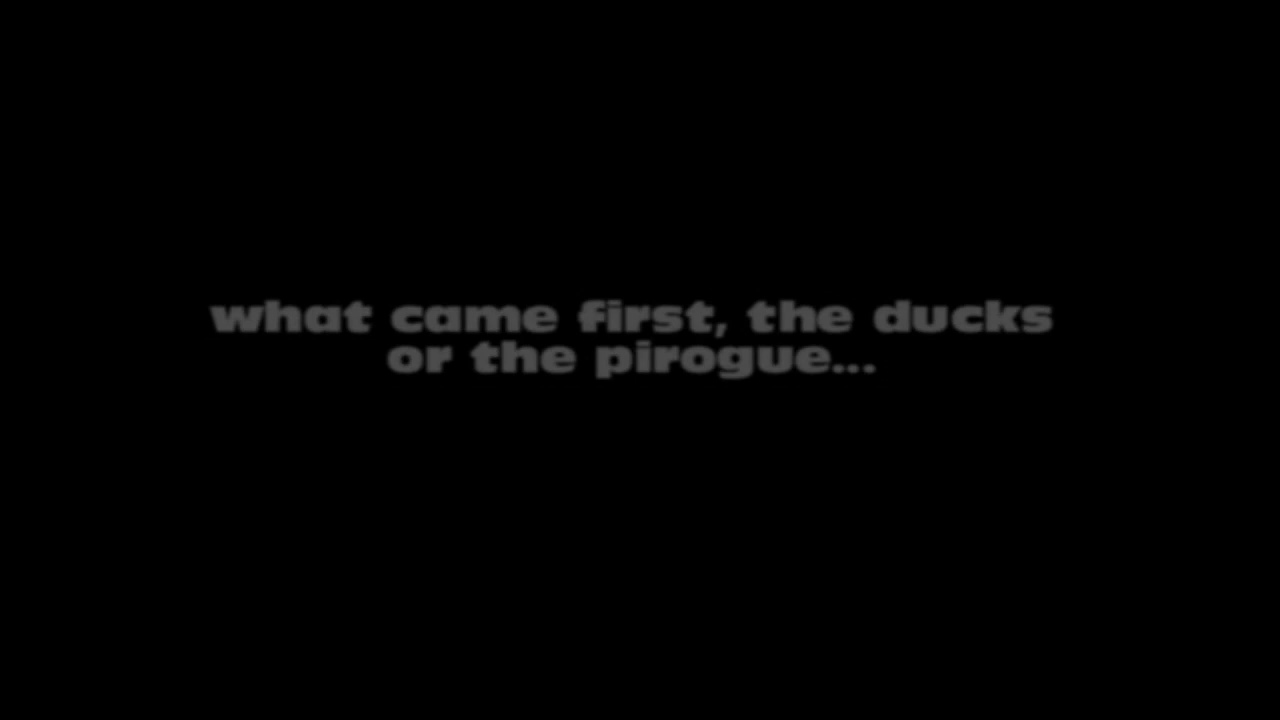 what came first, the ducks
or the pirogue...